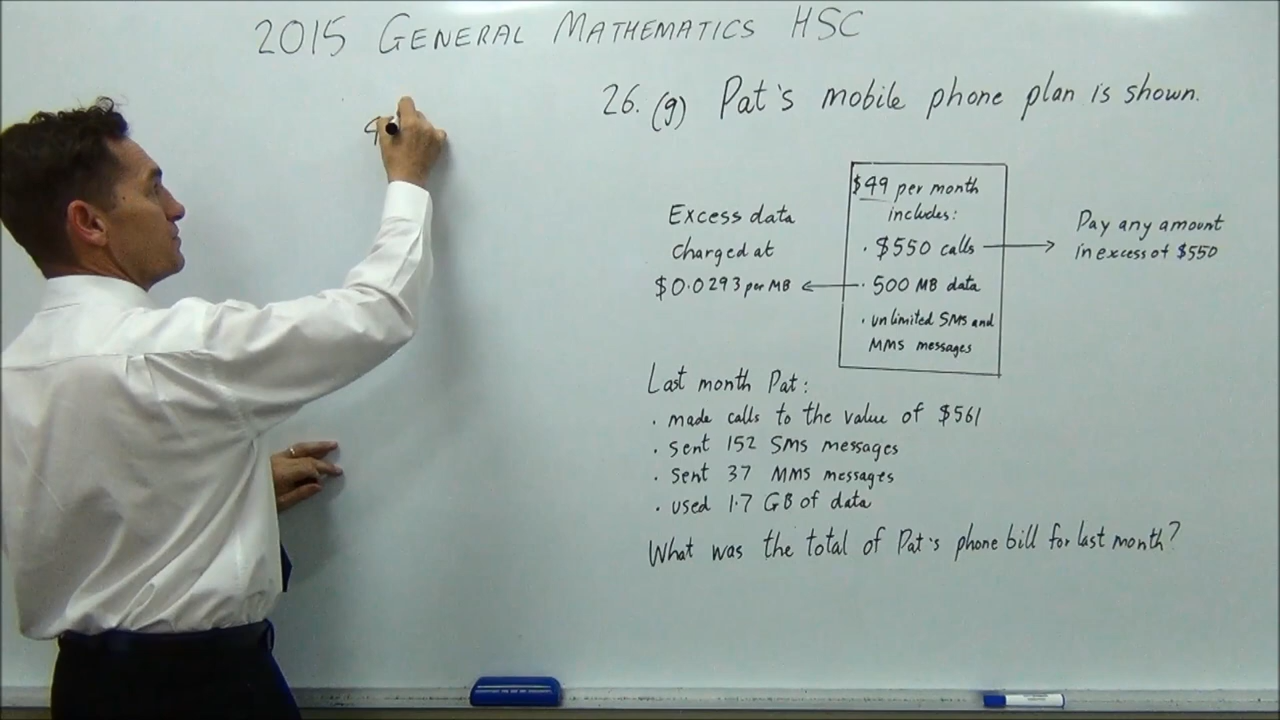 2015 GENERAL MATHEMATICS HSC
26. (g) Pat's mobile phone plan is shown.
Excess data
charged at
$0.0293 per MB
$49 per month
includes:
· $550 calls
· 500 MB data
· unlimited SMS and
MMS messages
Pay any amount
in excess of $550
Last month Pat:
· made calls to the value of $561
· sent 152 SMS messages
· sent 37 MMS messages
· used 1.7 GB of data
What was the total of Pat's phone bill for last month?